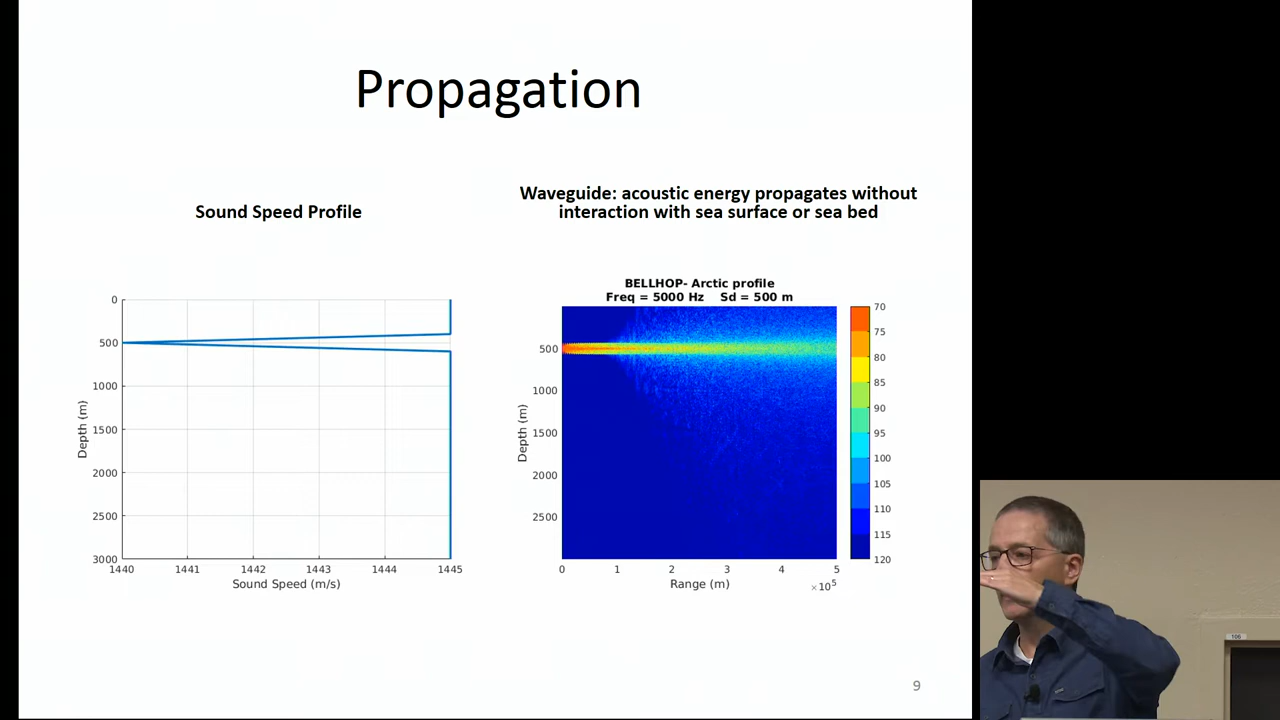 Propagation
Sound Speed Profile
Waveguide: acoustic energy propagates without
interaction with sea surface or sea bed
0
500
1000
1500
2000
2500
3000
Depth (m)
1440 1441 1442 1443 1444 1445
Sound Speed (m/s)
BELLHOP- Arctic profile
Freq = 5000 Hz Sd = 500 m
500
1000
1500
2000
2500
Depth (m)
0 1 2 3 4 5
Range (m)
×10⁵
70
75
80
85
90
95
100
105
110
115
120
106
9